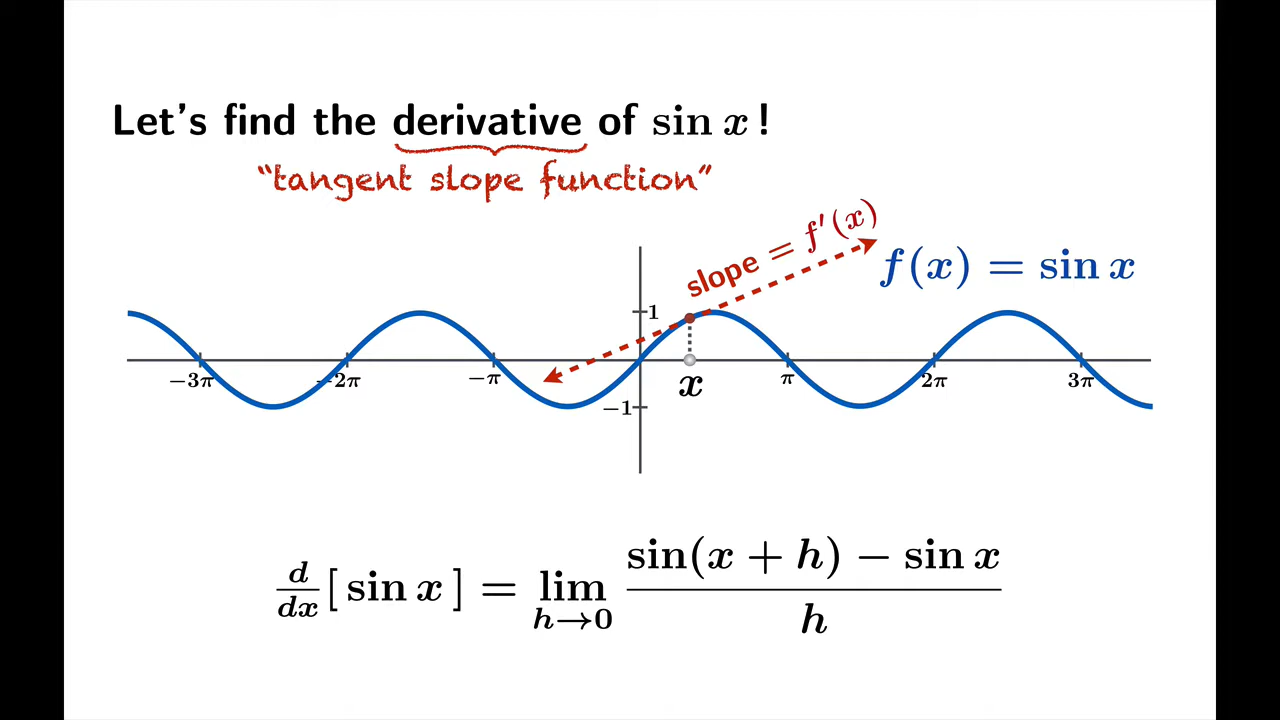 Let's find the derivative of sin x !
“tangent slope function”
slope = f′(x)
f(x) = sin x
1
−3π −2π −π x π 2π 3π
−1
d/dx [ sin x ] = lim h→0 (sin(x + h) − sin x)/h